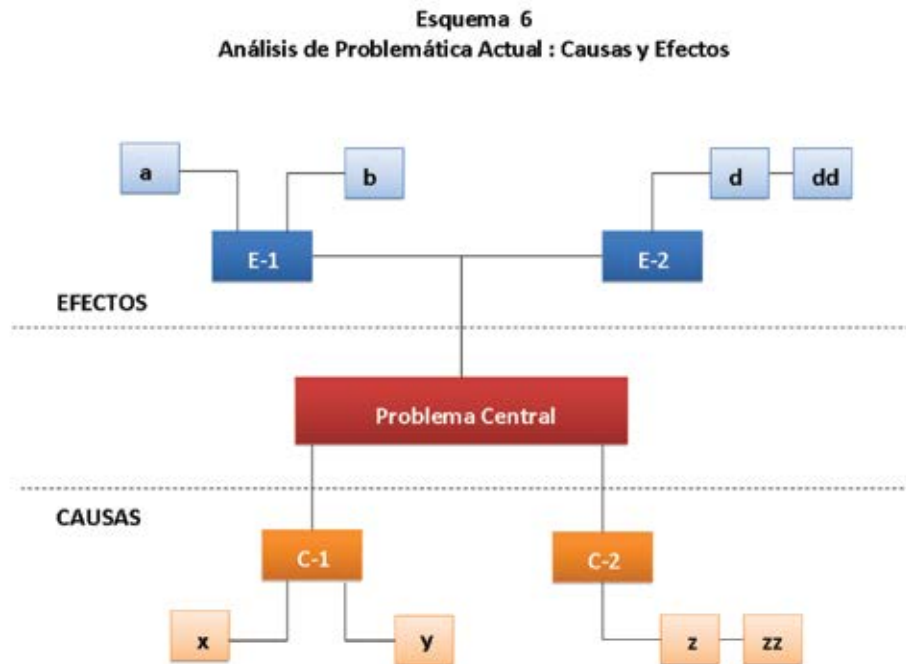 Esquema 6
Análisis de Problemática Actual : Causas y Efectos
a
b
d
dd
E-1
E-2
EFECTOS
Problema Central
CAUSAS
C-1
C-2
x
y
z
zz